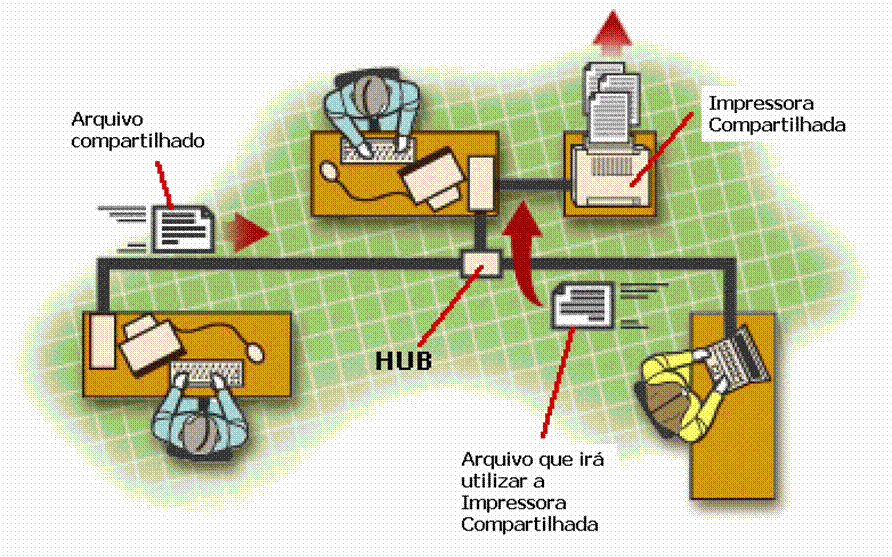 Arquivo
compartilhado
Impressora
Compartilhada
HUB
Arquivo que irá
utilizar a
Impressora
Compartilhada